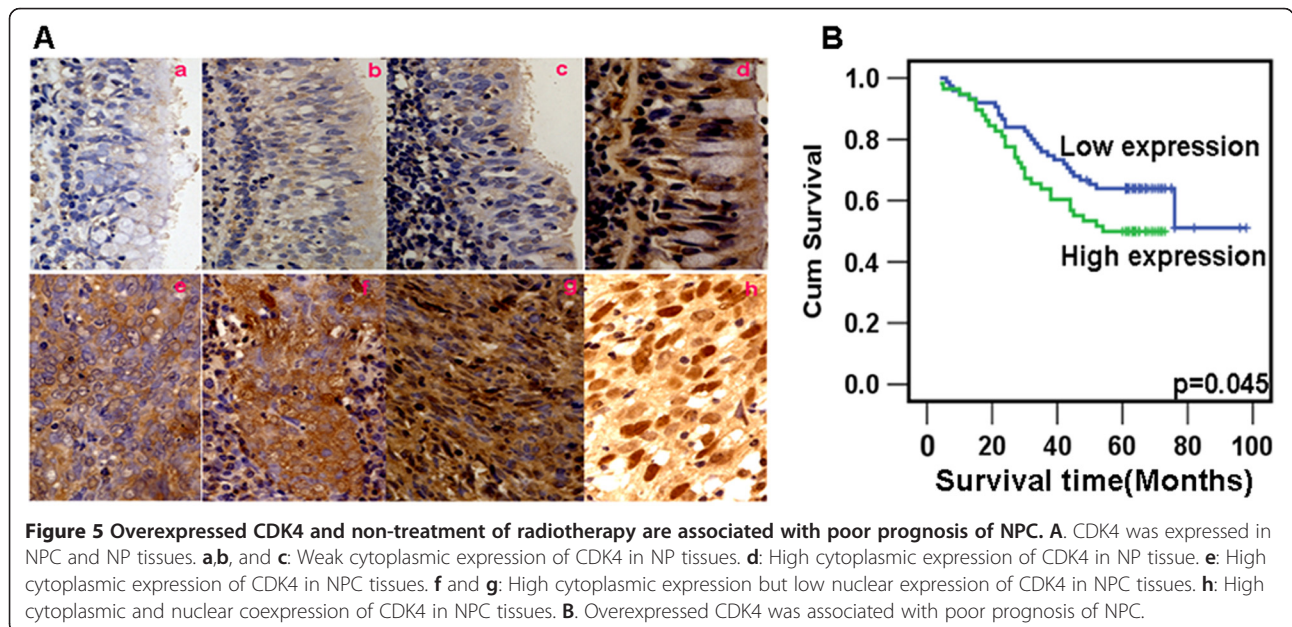 A
B
a
b
c
d
e
f
g
h
1.0
0.8
0.6
0.4
0.2
0.0
Cum Survival
Low expression
High expression
p=0.045
0 20 40 60 80 100
Survival time(Months)
Figure 5 Overexpressed CDK4 and non-treatment of radiotherapy are associated with poor prognosis of NPC. A. CDK4 was expressed in
NPC and NP tissues. a,b, and c: Weak cytoplasmic expression of CDK4 in NP tissues. d: High cytoplasmic expression of CDK4 in NP tissue. e: High
cytoplasmic expression of CDK4 in NPC tissues. f and g: High cytoplasmic expression but low nuclear expression of CDK4 in NPC tissues. h: High
cytoplasmic and nuclear coexpression of CDK4 in NPC tissues. B. Overexpressed CDK4 was associated with poor prognosis of NPC.